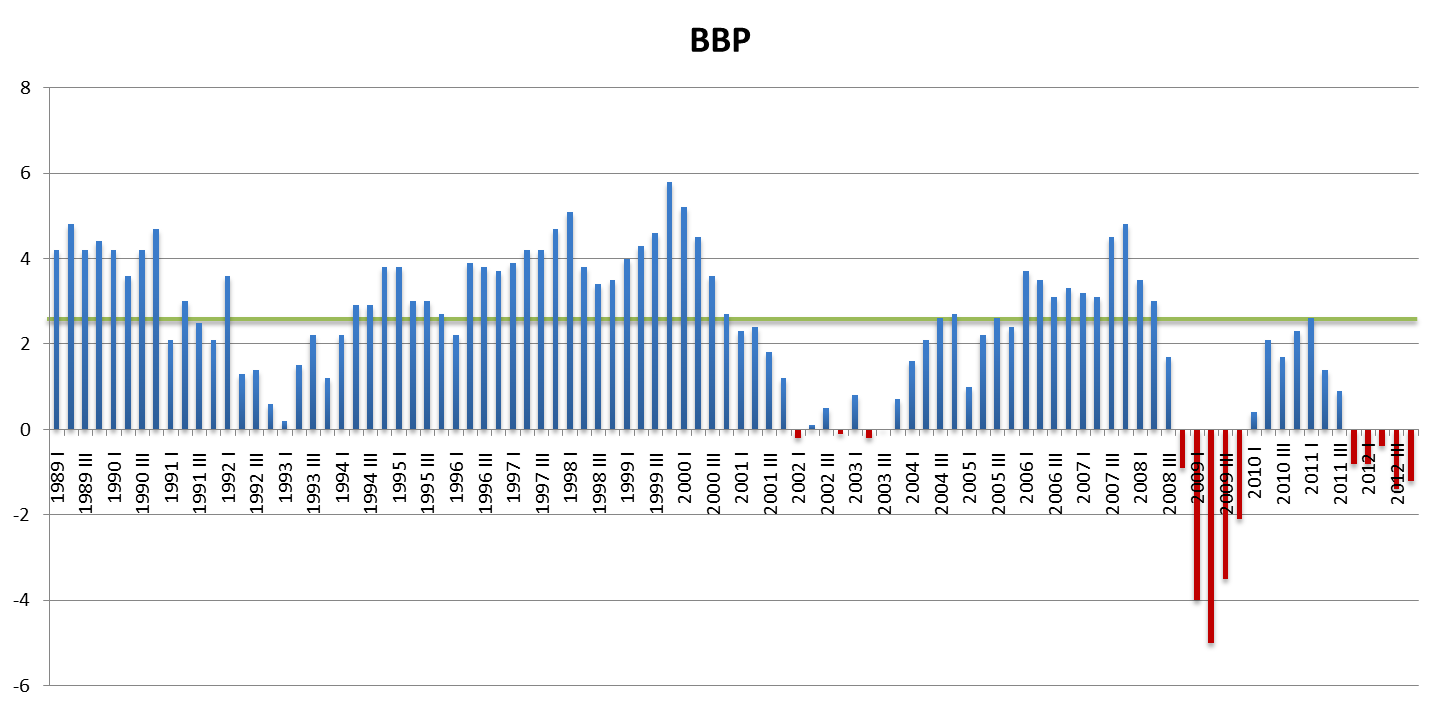 BBP
8
6
4
2
0
-2
-4
-6
1989 I
1989 III
1990 I
1990 III
1991 I
1991 III
1992 I
1992 III
1993 I
1993 III
1994 I
1994 III
1995 I
1995 III
1996 I
1996 III
1997 I
1997 III
1998 I
1998 III
1999 I
1999 III
2000 I
2000 III
2001 I
2001 III
2002 I
2002 III
2003 I
2003 III
2004 I
2004 III
2005 I
2005 III
2006 I
2006 III
2007 I
2007 III
2008 I
2008 III
2009 I
2009 III
2010 I
2010 III
2011 I
2011 III
2012 I
2012 III